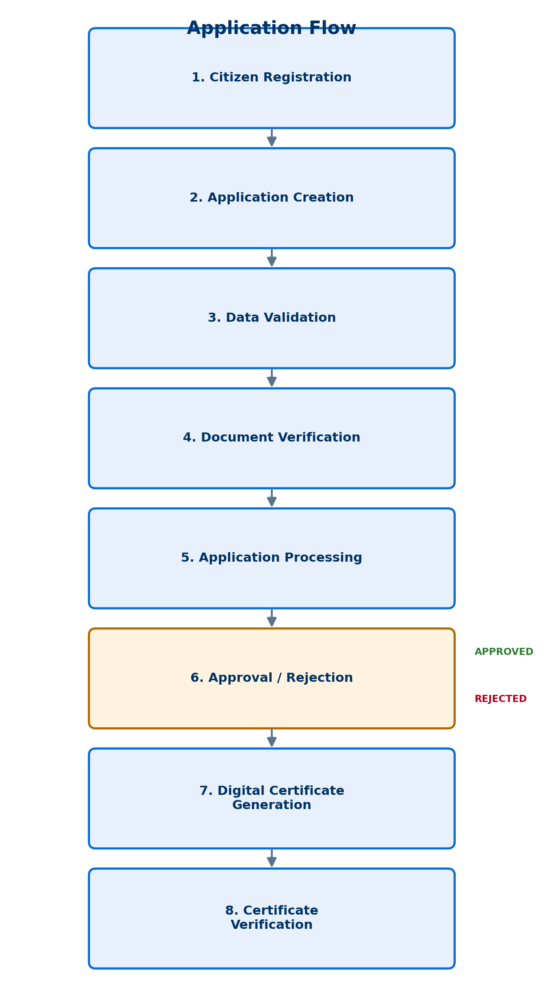 Application Flow
1. Citizen Registration
2. Application Creation
3. Data Validation
4. Document Verification
5. Application Processing
APPROVED
6. Approval / Rejection
REJECTED
7. Digital Certificate
Generation
8. Certificate
Verification